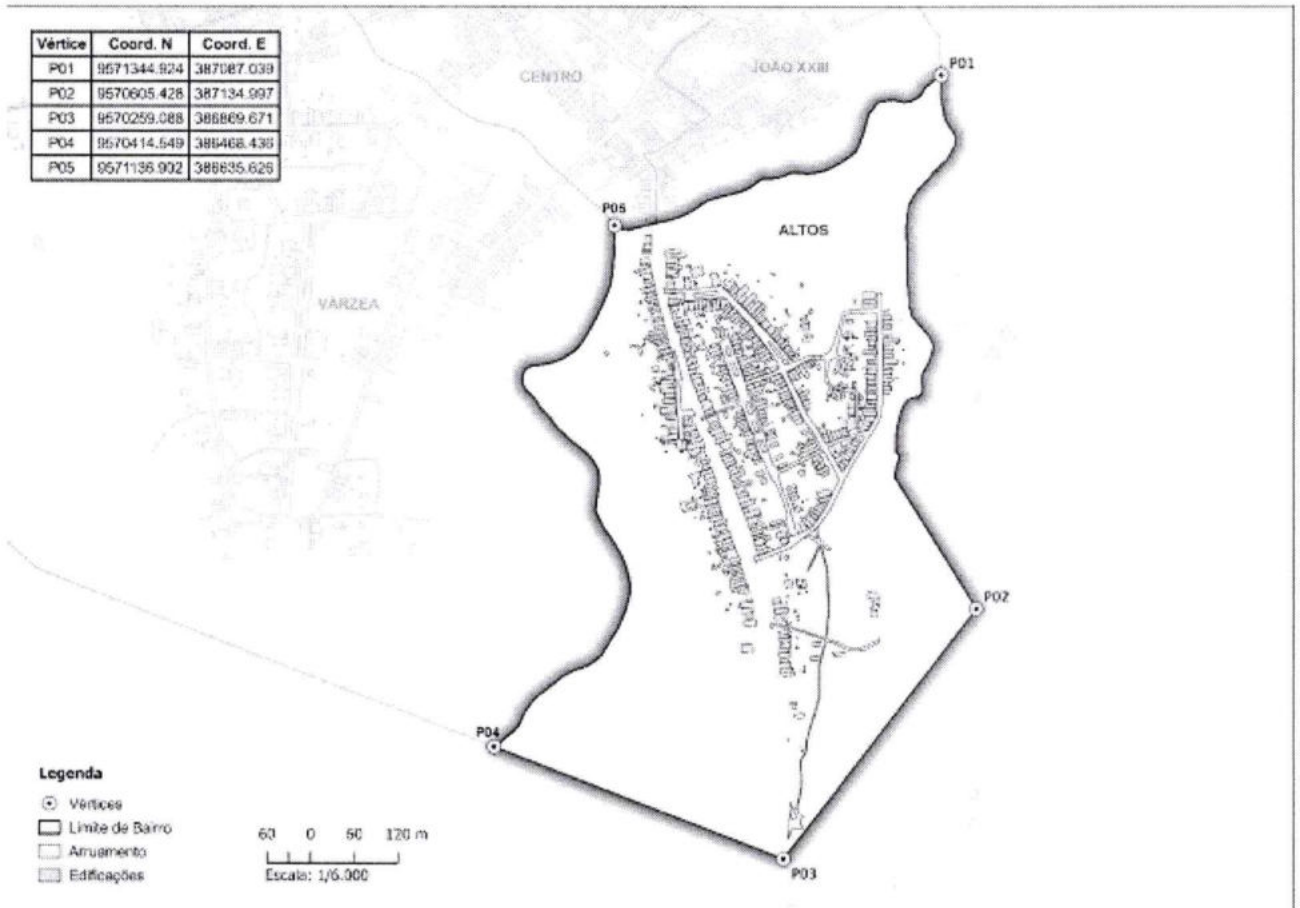 Vértice Coord. N Coord. E
P01 9571344.924 387087.039
P02 9570605.428 387134.997
P03 9570259.088 386869.671
P04 9570414.549 386468.436
P05 9571136.902 386635.626
CENTRO
JOÃO XXIII
P01
P05
ALTOS
VÁRZEA
P02
P04
P03
Legenda
Vértices
Limite de Bairro
Arruamento
Edificações
60 0 60 120 m
Escala: 1/6.000